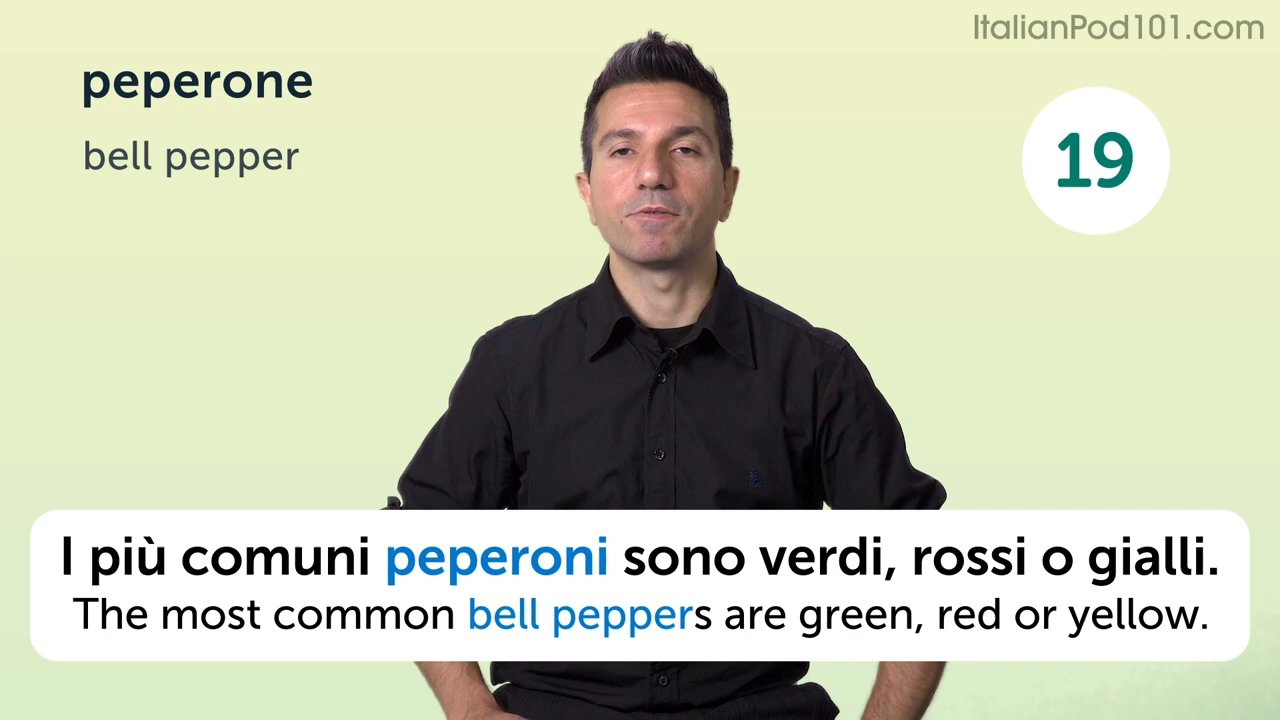 ItalianPod101.com
peperone
bell pepper
19
I più comuni peperoni sono verdi, rossi o gialli.
The most common bell peppers are green, red or yellow.